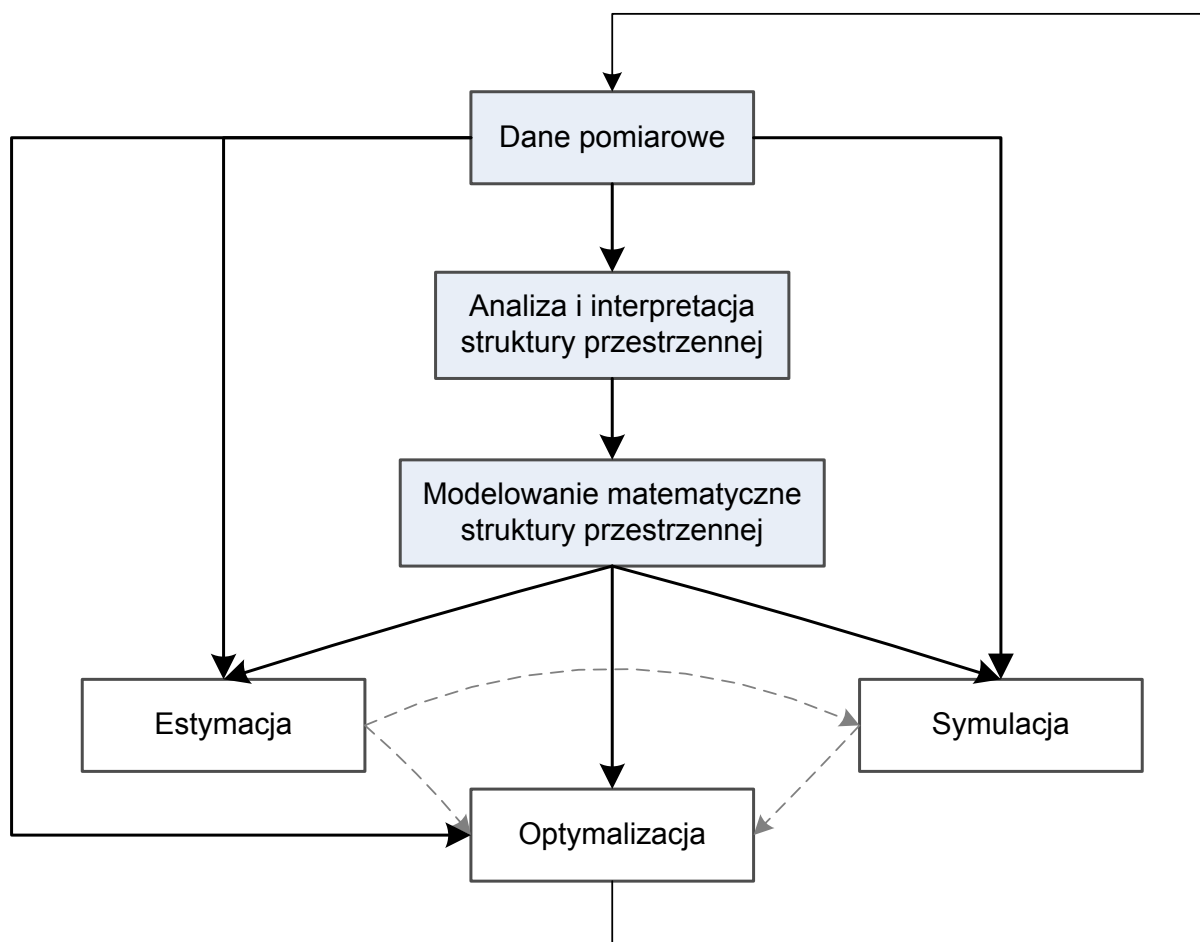 Dane pomiarowe
Analiza i interpretacja
struktury przestrzennej
Modelowanie matematyczne
struktury przestrzennej
Estymacja
Symulacja
Optymalizacja